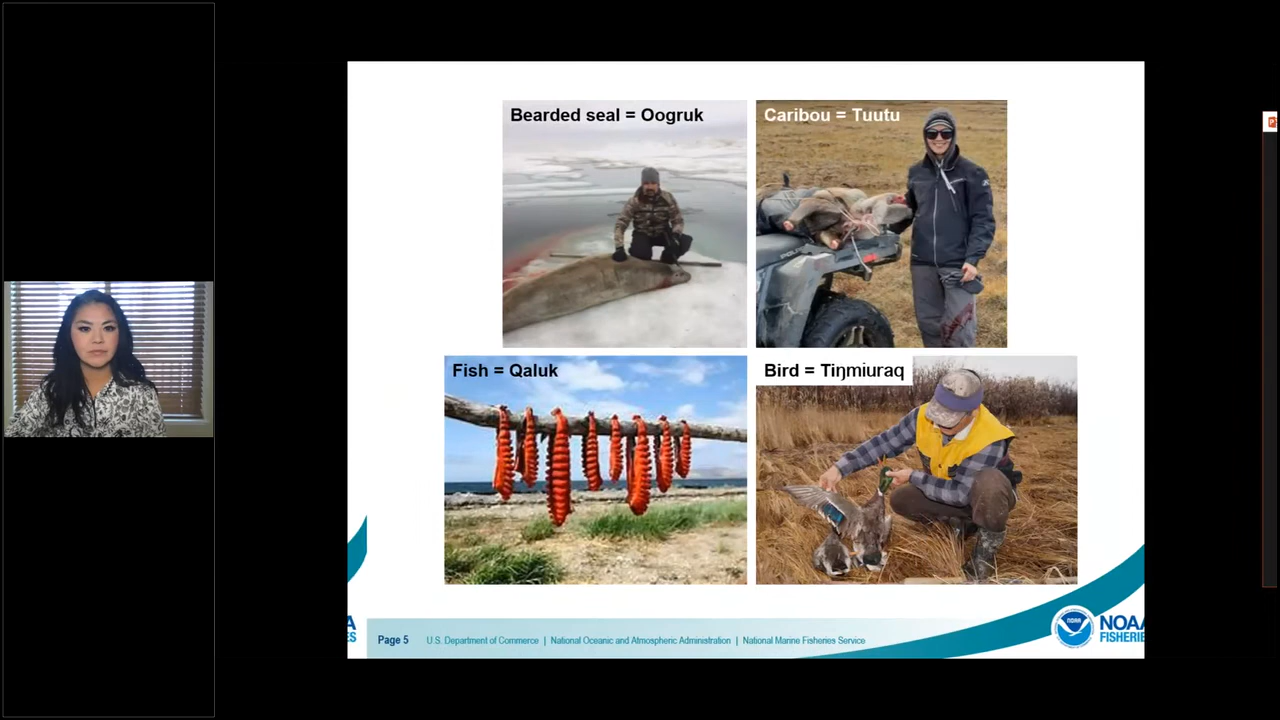 Bearded seal = Oogruk
Caribou = Tuutu
Fish = Qaluk
Bird = Tiŋmiuraq
Page 5 U.S. Department of Commerce | National Oceanic and Atmospheric Administration | National Marine Fisheries Service
NOAA
FISHERIE